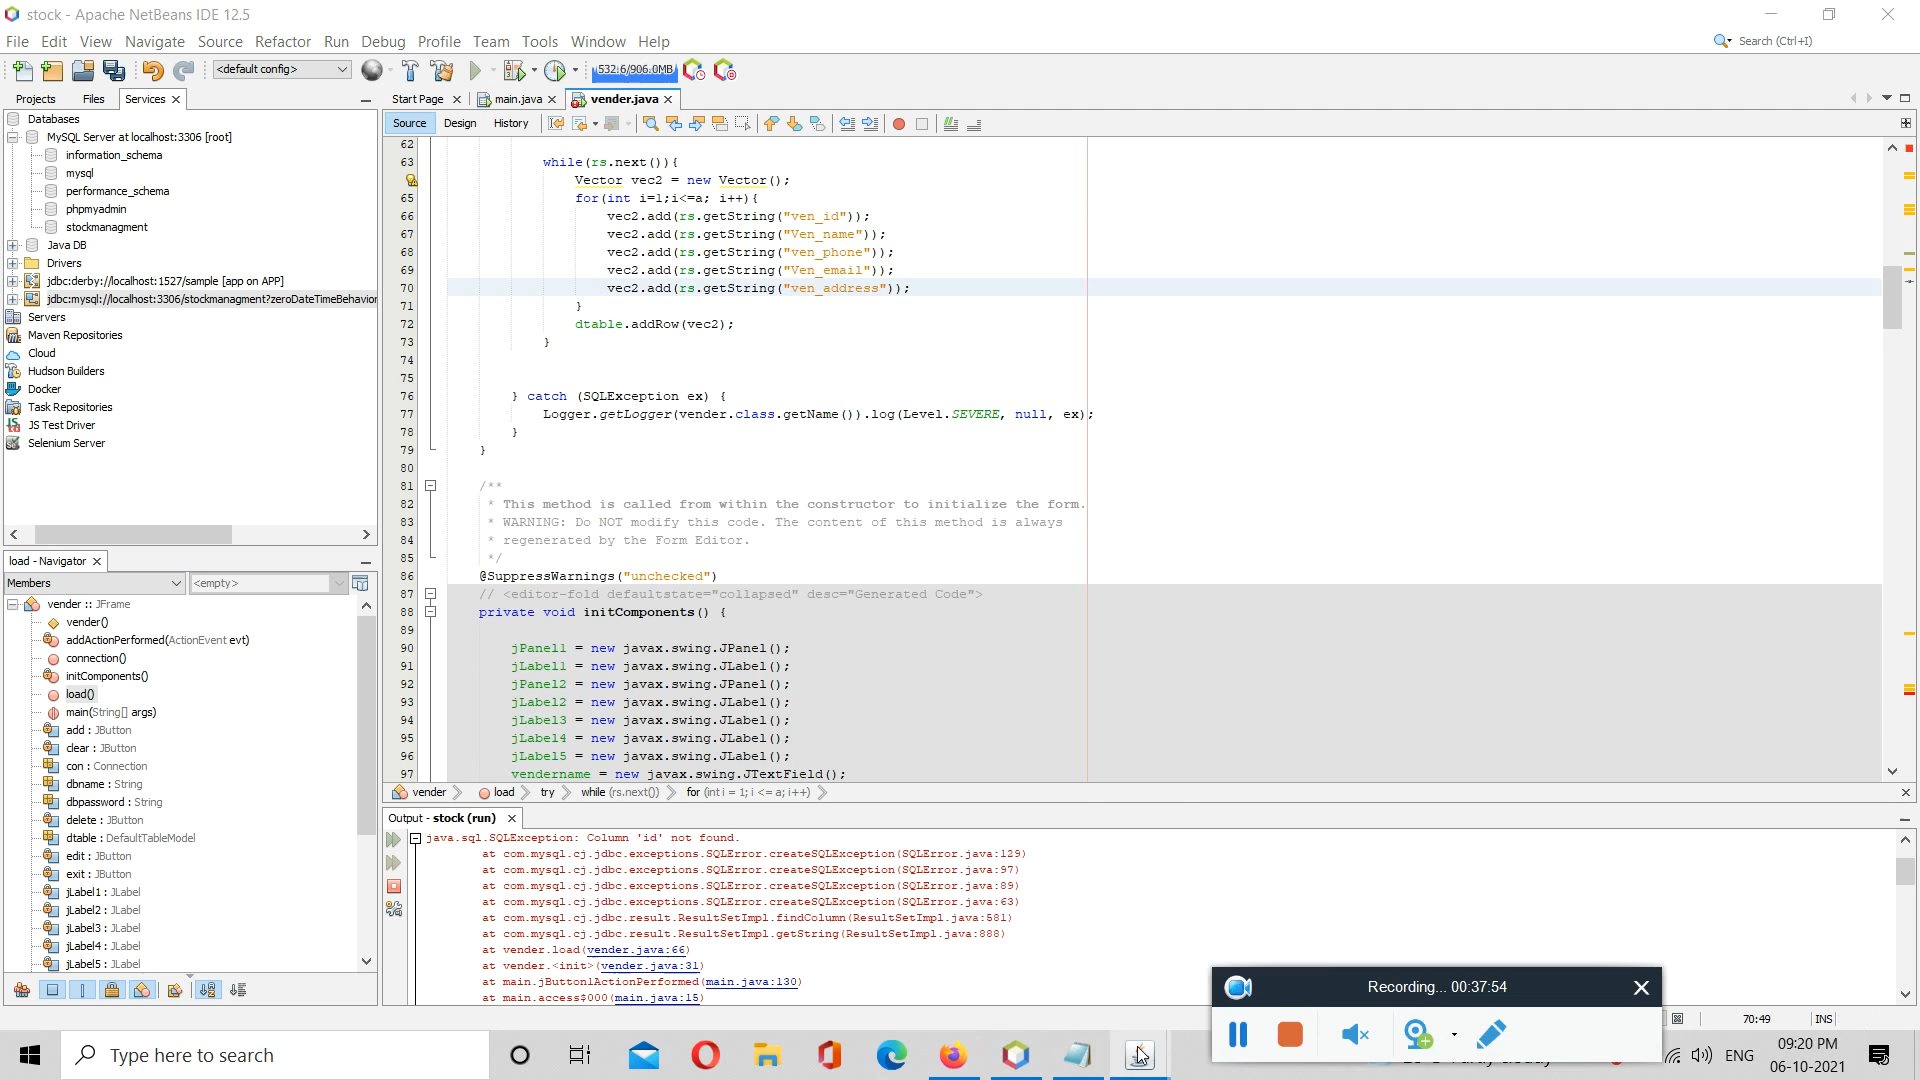 stock - Apache NetBeans IDE 12.5
File Edit View Navigate Source Refactor Run Debug Profile Team Tools Window Help
Search (Ctrl+I)
<default config>
532.6/906.0MB
Projects Files Services
Start Page main.java vender.java
Source Design History
Databases
MySQL Server at localhost:3306 [root]
information_schema
mysql
performance_schema
phpmyadmin
stockmanagment
Java DB
Drivers
jdbc:derby://localhost:1527/sample [app on APP]
jdbc:mysql://localhost:3306/stockmanagment?zeroDateTimeBehavior
Servers
Maven Repositories
Cloud
Hudson Builders
Docker
Task Repositories
JS Test Driver
Selenium Server
load - Navigator
Members <empty>
vender :: JFrame
vender()
addActionPerformed(ActionEvent evt)
connection()
initComponents()
load()
main(String[] args)
add : JButton
clear : JButton
con : Connection
dbname : String
dbpassword : String
delete : JButton
dtable : DefaultTableModel
edit : JButton
exit : JButton
jLabel1 : JLabel
jLabel2 : JLabel
jLabel3 : JLabel
jLabel4 : JLabel
jLabel5 : JLabel
62
63 while(rs.next()){
Vector vec2 = new Vector();
65 for(int i=1;i<=a; i++){
66 vec2.add(rs.getString("ven_id"));
67 vec2.add(rs.getString("Ven_name"));
68 vec2.add(rs.getString("ven_phone"));
69 vec2.add(rs.getString("Ven_email"));
70 vec2.add(rs.getString("ven_address"));
71 }
72 dtable.addRow(vec2);
73 }
74
75
76 } catch (SQLException ex) {
77 Logger.getLogger(vender.class.getName()).log(Level.SEVERE, null, ex);
78 }
79 }
80
81 /**
82 * This method is called from within the constructor to initialize the form.
83 * WARNING: Do NOT modify this code. The content of this method is always
84 * regenerated by the Form Editor.
85 */
86 @SuppressWarnings("unchecked")
87 // <editor-fold defaultstate="collapsed" desc="Generated Code">
88 private void initComponents() {
89
90 jPanel1 = new javax.swing.JPanel();
91 jLabel1 = new javax.swing.JLabel();
92 jPanel2 = new javax.swing.JPanel();
93 jLabel2 = new javax.swing.JLabel();
94 jLabel3 = new javax.swing.JLabel();
95 jLabel4 = new javax.swing.JLabel();
96 jLabel5 = new javax.swing.JLabel();
97 vendername = new javax.swing.JTextField();
vender load try while (rs.next()) for (int i = 1; i <= a; i++)
Output - stock (run)
java.sql.SQLException: Column 'id' not found.
at com.mysql.cj.jdbc.exceptions.SQLError.createSQLException(SQLError.java:129)
at com.mysql.cj.jdbc.exceptions.SQLError.createSQLException(SQLError.java:97)
at com.mysql.cj.jdbc.exceptions.SQLError.createSQLException(SQLError.java:89)
at com.mysql.cj.jdbc.exceptions.SQLError.createSQLException(SQLError.java:63)
at com.mysql.cj.jdbc.result.ResultSetImpl.findColumn(ResultSetImpl.java:581)
at com.mysql.cj.jdbc.result.ResultSetImpl.getString(ResultSetImpl.java:888)
at vender.load(vender.java:66)
at vender.<init>(vender.java:31)
at main.jButton1ActionPerformed(main.java:130)
at main.access$000(main.java:15)
Recording... 00:37:54
70:49 INS
Type here to search
ENG
09:20 PM
06-10-2021